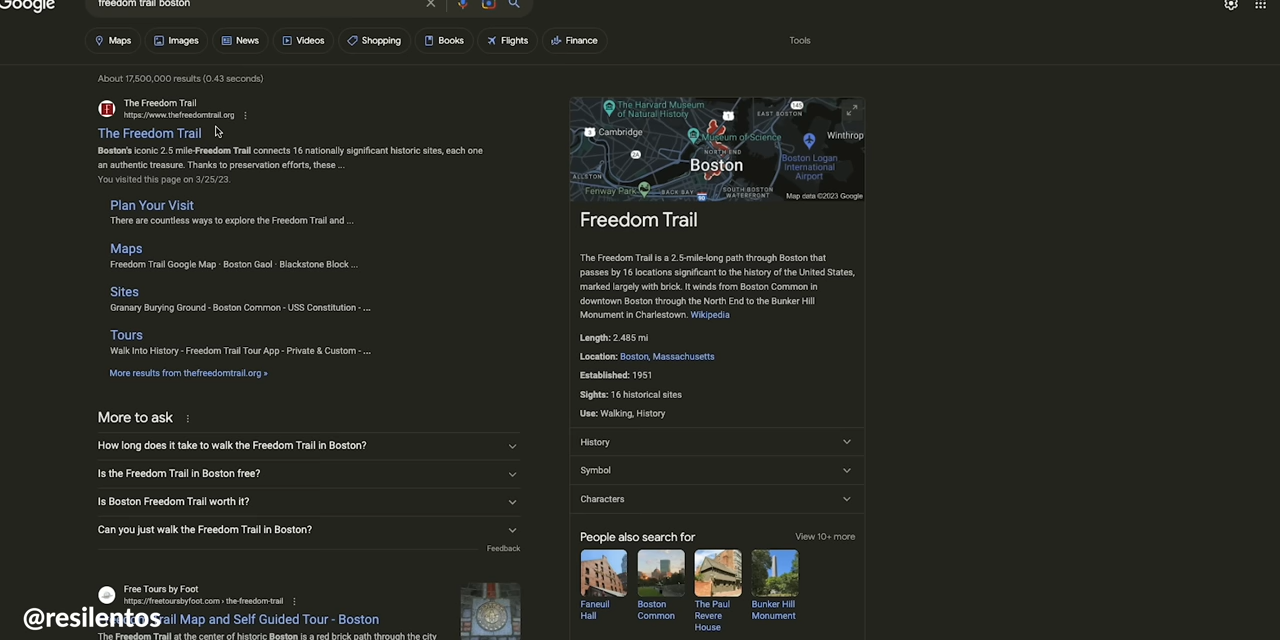 Google
freedom trail boston
Maps
Images
News
Videos
Shopping
Books
Flights
Finance
Tools
About 17,500,000 results (0.43 seconds)
The Freedom Trail
https://www.thefreedomtrail.org
The Freedom Trail
Boston's iconic 2.5 mile-Freedom Trail connects 16 nationally significant historic sites, each one
an authentic treasure. Thanks to preservation efforts, these ...
You visited this page on 3/25/23.
Plan Your Visit
There are countless ways to explore the Freedom Trail and ...
Maps
Freedom Trail Google Map · Boston Gaol · Blackstone Block ...
Sites
Granary Burying Ground - Boston Common - USS Constitution - ...
Tours
Walk Into History - Freedom Trail Tour App - Private & Custom - ...
More results from thefreedomtrail.org »
More to ask
How long does it take to walk the Freedom Trail in Boston?
Is the Freedom Trail in Boston free?
Is Boston Freedom Trail worth it?
Can you just walk the Freedom Trail in Boston?
Feedback
Free Tours by Foot
https://freetoursbyfoot.com › the-freedom-trail
Trail Map and Self Guided Tour - Boston
The Freedom Trail at the center of historic Boston is a red brick path through the city
@resilentos
The Harvard Museum
of Natural History
145
EAST BOSTON
1
3
Cambridge
Museum of Science
Winthrop
NORTH END
2A
Boston
Boston Logan
International
Airport
ALLSTON
Fenway Park
BACK BAY
90
SOUTH BOSTON
WATERFRONT
Map data ©2023 Google
Freedom Trail
The Freedom Trail is a 2.5-mile-long path through Boston that
passes by 16 locations significant to the history of the United States,
marked largely with brick. It winds from Boston Common in
downtown Boston through the North End to the Bunker Hill
Monument in Charlestown. Wikipedia
Length: 2.485 mi
Location: Boston, Massachusetts
Established: 1951
Sights: 16 historical sites
Use: Walking, History
History
Symbol
Characters
People also search for
View 10+ more
Faneuil
Hall
Boston
Common
The Paul
Revere
House
Bunker Hill
Monument